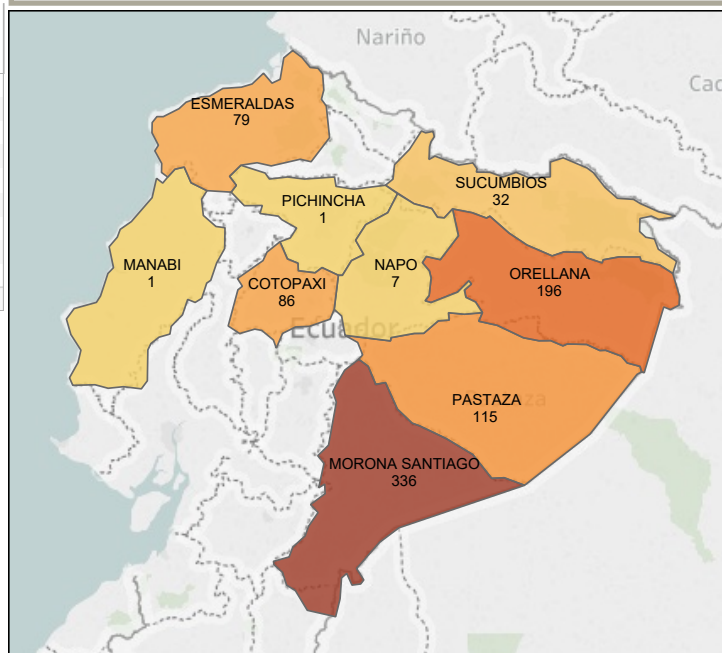 Nariño
Caq
ESMERALDAS
79
SUCUMBIOS
32
PICHINCHA
1
MANABI
1
NAPO
7
COTOPAXI
86
ORELLANA
196
Ecuador
PASTAZA
115
MORONA SANTIAGO
336